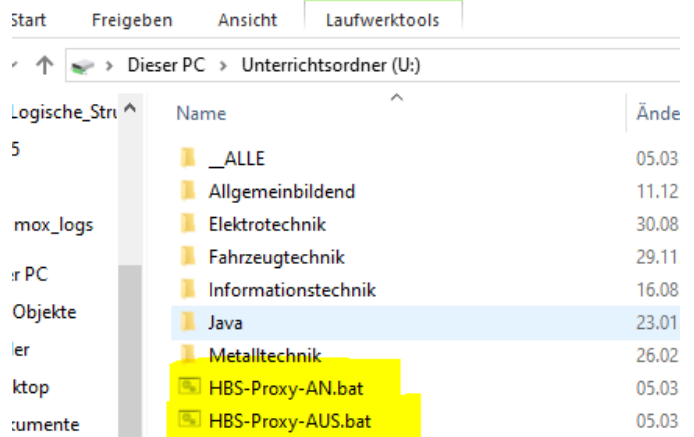 Start Freigeben Ansicht Laufwerktools
Dieser PC Unterrichtsordner (U:)
Logische_Stru
Name Ände
5
__ALLE 05.03
Allgemeinbildend 11.12
mox_logs Elektrotechnik 30.08
Fahrzeugtechnik 29.11
er PC
Informationstechnik 16.08
Objekte
Java 23.01
ler
Metalltechnik 26.02
ktop HBS-Proxy-AN.bat 05.03
kumente HBS-Proxy-AUS.bat 05.03